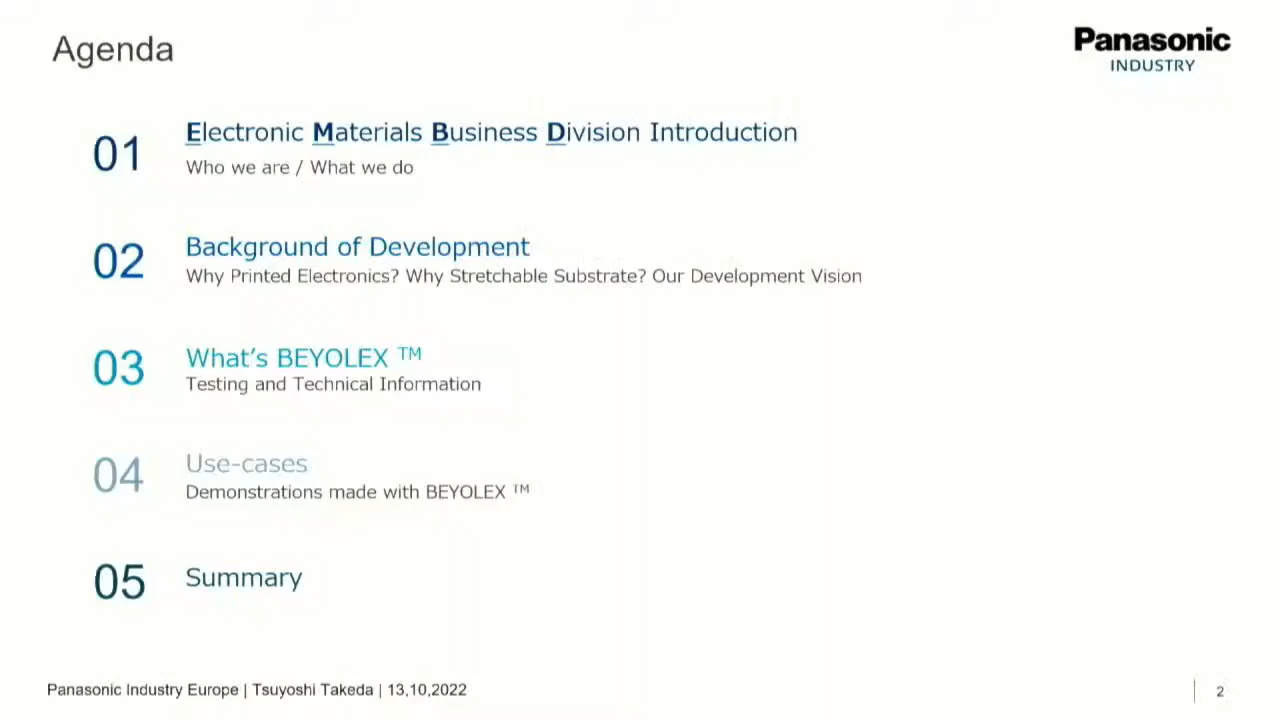 Agenda
Panasonic
INDUSTRY
01
Electronic Materials Business Division Introduction
Who we are / What we do
02
Background of Development
Why Printed Electronics? Why Stretchable Substrate? Our Development Vision
03
What's BEYOLEX ™
Testing and Technical Information
04
Use-cases
Demonstrations made with BEYOLEX ™
05
Summary
Panasonic Industry Europe | Tsuyoshi Takeda | 13,10,2022
2